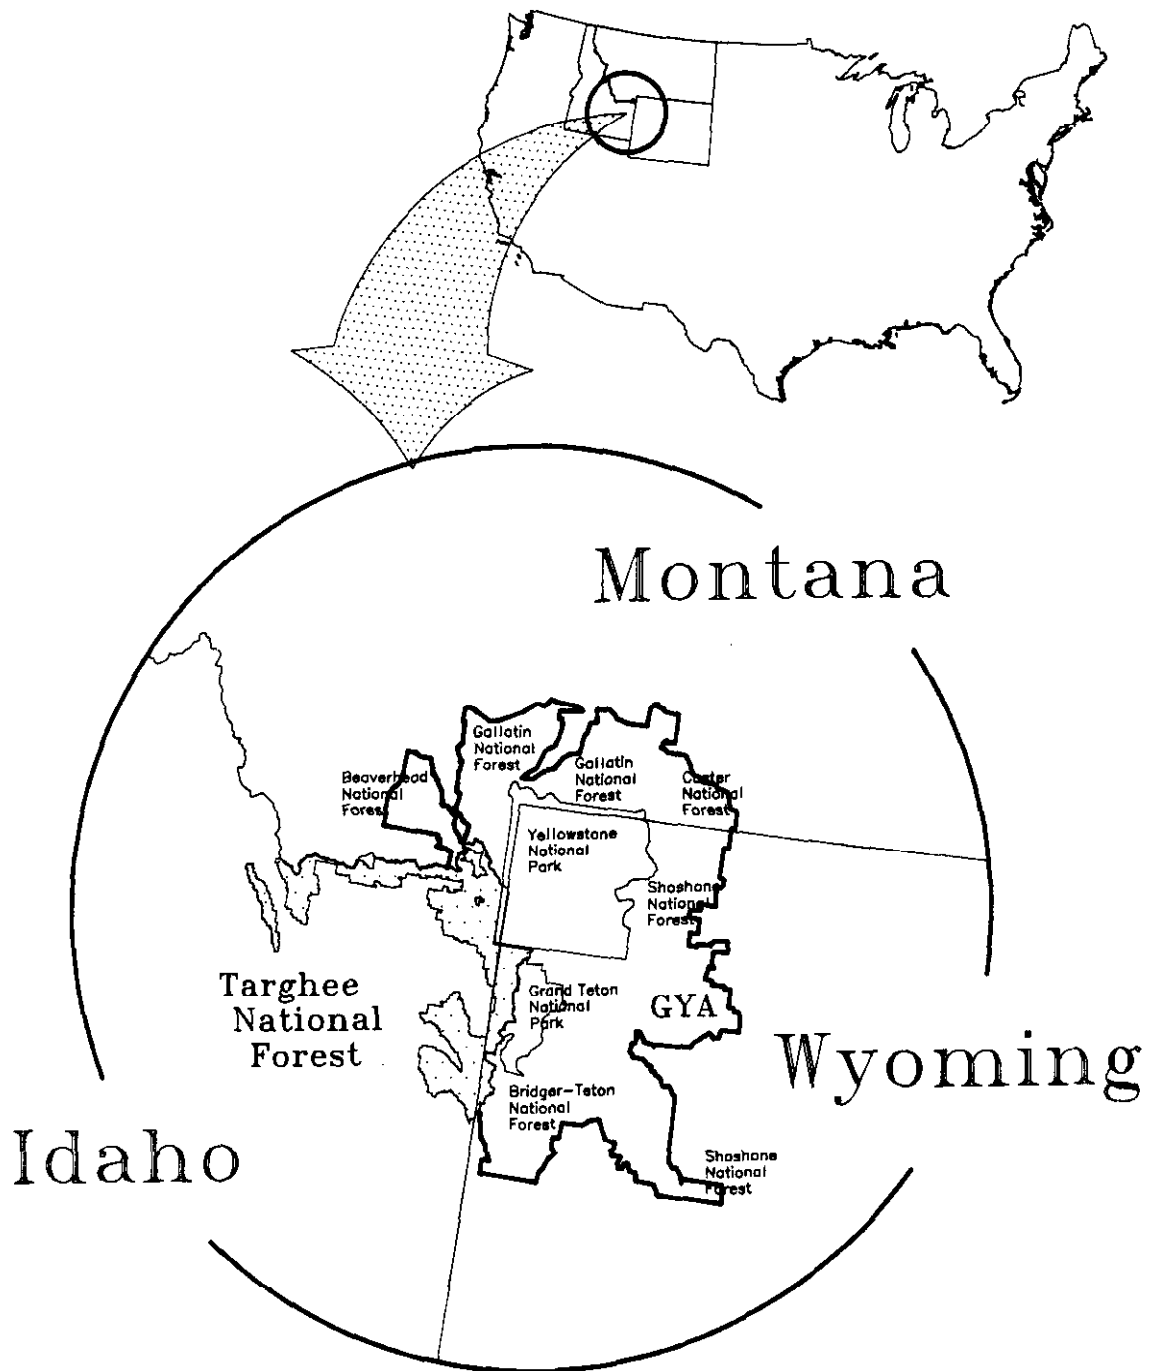 Montana
Gallatin
National
Forest
Gallatin
National
Forest
Beaverhead
National
Forest
Custer
National
Forest
Yellowstone
National
Park
Shoshone
National
Forest
Targhee
National
Forest
Grand Teton
National
Park
GYA
Wyoming
Bridger-Teton
National
Forest
Idaho
Shoshone
National
Forest